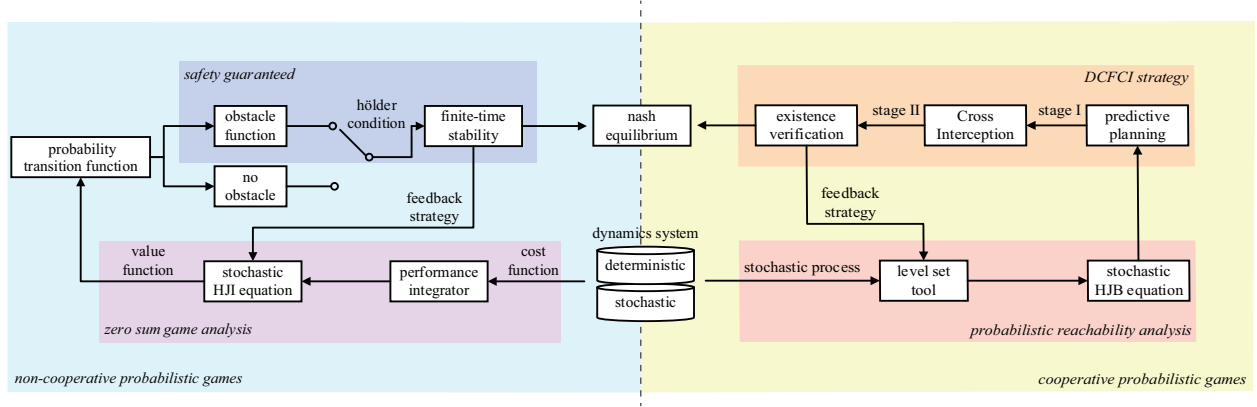 safety guaranteed
obstacle
function
hölder
condition
finite-time
stability
probability
transition function
no
obstacle
feedback
strategy
value
function
stochastic
HJI equation
performance
integrator
cost
function
zero sum game analysis
non-cooperative probabilistic games
nash
equilibrium
dynamics system
deterministic
stochastic
DCFCI strategy
existence
verification
stage II
Cross
Interception
stage I
predictive
planning
feedback
strategy
stochastic process
level set
tool
stochastic
HJB equation
probabilistic reachability analysis
cooperative probabilistic games